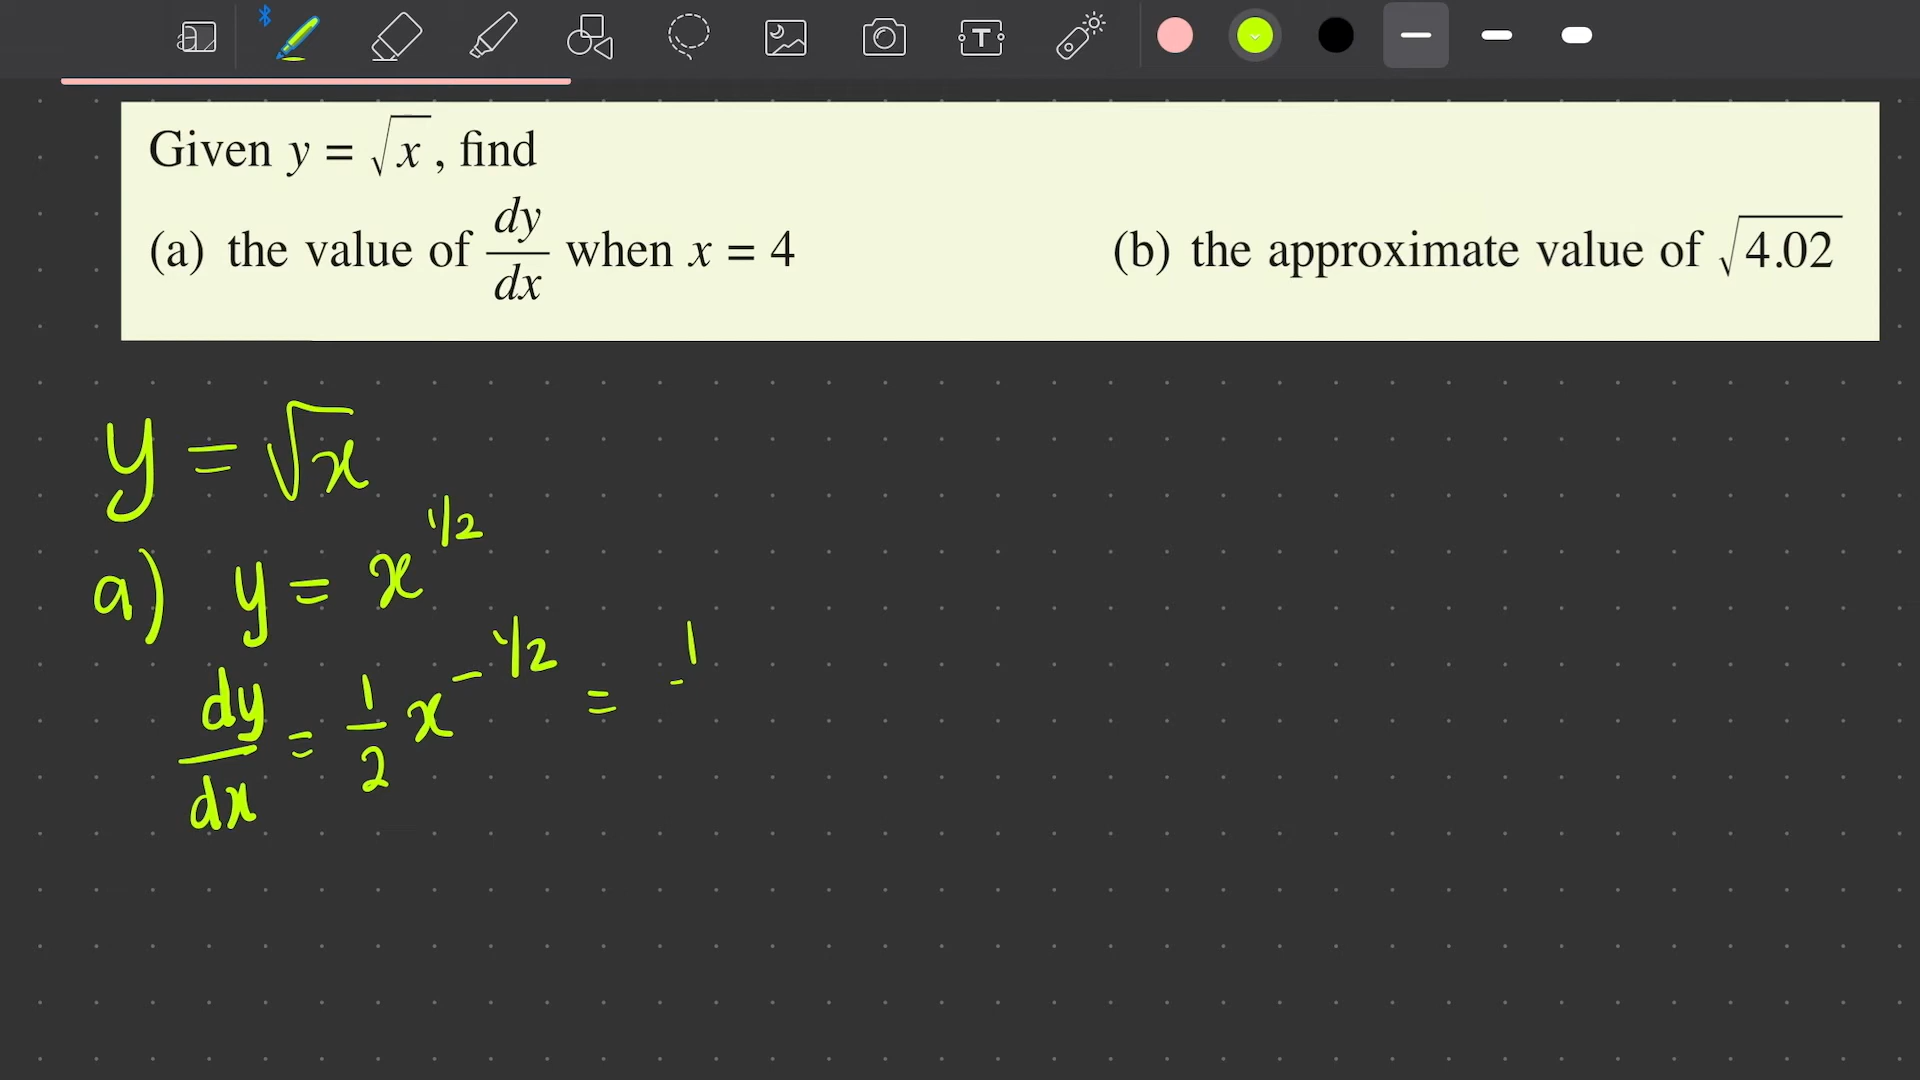 Given y = √x, find
(a) the value of dy/dx when x = 4
(b) the approximate value of √4.02
y = √x
a) y = x^1/2
dy/dx = 1/2 x^-1/2 = 1